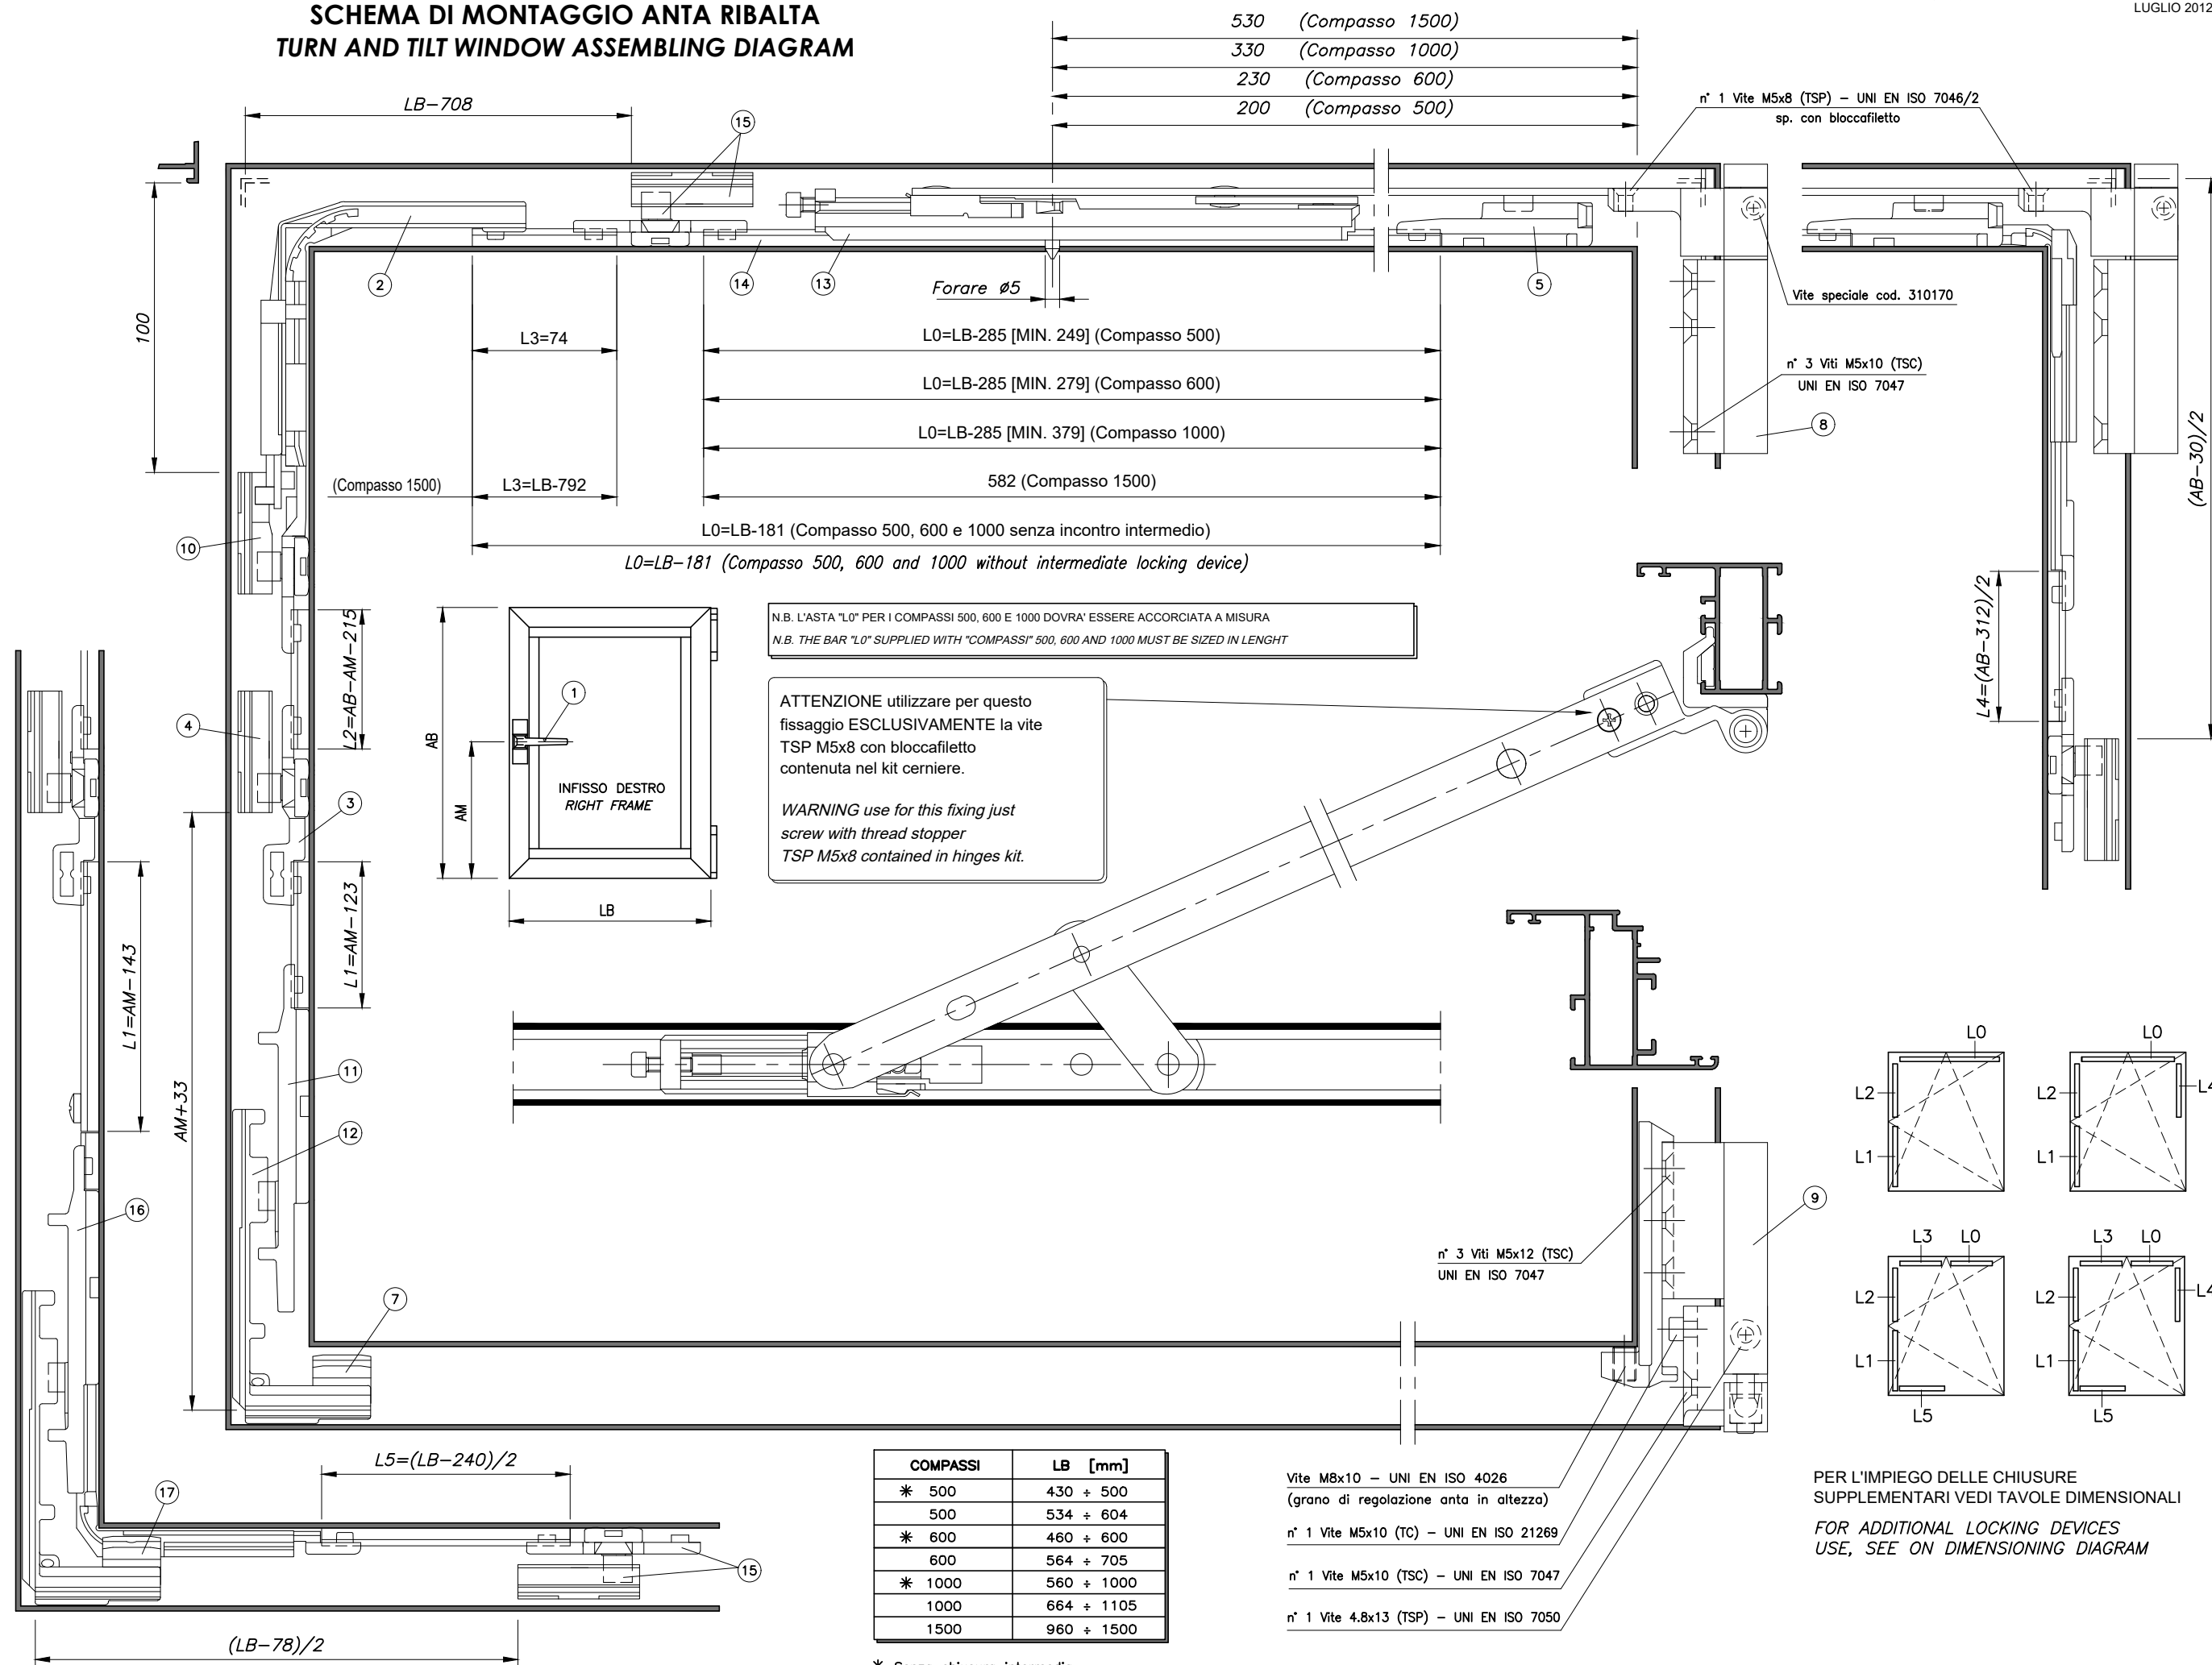 SCHEMA DI MONTAGGIO ANTA RIBALTA
TURN AND TILT WINDOW ASSEMBLING DIAGRAM
LUGLIO 2012
530 (Compasso 1500)
330 (Compasso 1000)
230 (Compasso 600)
200 (Compasso 500)
LB-708
15
n° 1 Vite M5x8 (TSP) - UNI EN ISO 7046/2
sp. con bloccafiletto
100
2
14
13
5
Forare ø5
Vite speciale cod. 310170
L3=74
L0=LB-285 [MIN. 249] (Compasso 500)
L0=LB-285 [MIN. 279] (Compasso 600)
L0=LB-285 [MIN. 379] (Compasso 1000)
n° 3 Viti M5x10 (TSC)
UNI EN ISO 7047
8
(AB-30)/2
(Compasso 1500)
L3=LB-792
582 (Compasso 1500)
L0=LB-181 (Compasso 500, 600 e 1000 senza incontro intermedio)
L0=LB-181 (Compasso 500, 600 and 1000 without intermediate locking device)
10
L2=AB-AM-215
L4=(AB-312)/2
N.B. L'ASTA "L0" PER I COMPASSI 500, 600 E 1000 DOVRA' ESSERE ACCORCIATA A MISURA
N.B. THE BAR "L0" SUPPLIED WITH "COMPASSI" 500, 600 AND 1000 MUST BE SIZED IN LENGHT
4
3
1
AB
AM
INFISSO DESTRO
RIGHT FRAME
LB
ATTENZIONE utilizzare per questo
fissaggio ESCLUSIVAMENTE la vite
TSP M5x8 con bloccafiletto
contenuta nel kit cerniere.
WARNING use for this fixing just
screw with thread stopper
TSP M5x8 contained in hinges kit.
L1=AM-143
L1=AM-123
AM+33
11
12
16
7
17
n° 3 Viti M5x12 (TSC)
UNI EN ISO 7047
9
L0
L0
L2
L2
L4
L1
L1
L3 L0
L3 L0
L2
L2
L4
L1
L1
L5
L5
L5=(LB-240)/2
15
(LB-78)/2
COMPASSI LB [mm]
* 500 430 ÷ 500
500 534 ÷ 604
* 600 460 ÷ 600
600 564 ÷ 705
* 1000 560 ÷ 1000
1000 664 ÷ 1105
1500 960 ÷ 1500
Vite M8x10 - UNI EN ISO 4026
(grano di regolazione anta in altezza)
n° 1 Vite M5x10 (TC) - UNI EN ISO 21269
n° 1 Vite M5x10 (TSC) - UNI EN ISO 7047
n° 1 Vite 4.8x13 (TSP) - UNI EN ISO 7050
PER L'IMPIEGO DELLE CHIUSURE
SUPPLEMENTARI VEDI TAVOLE DIMENSIONALI
FOR ADDITIONAL LOCKING DEVICES
USE, SEE ON DIMENSIONING DIAGRAM